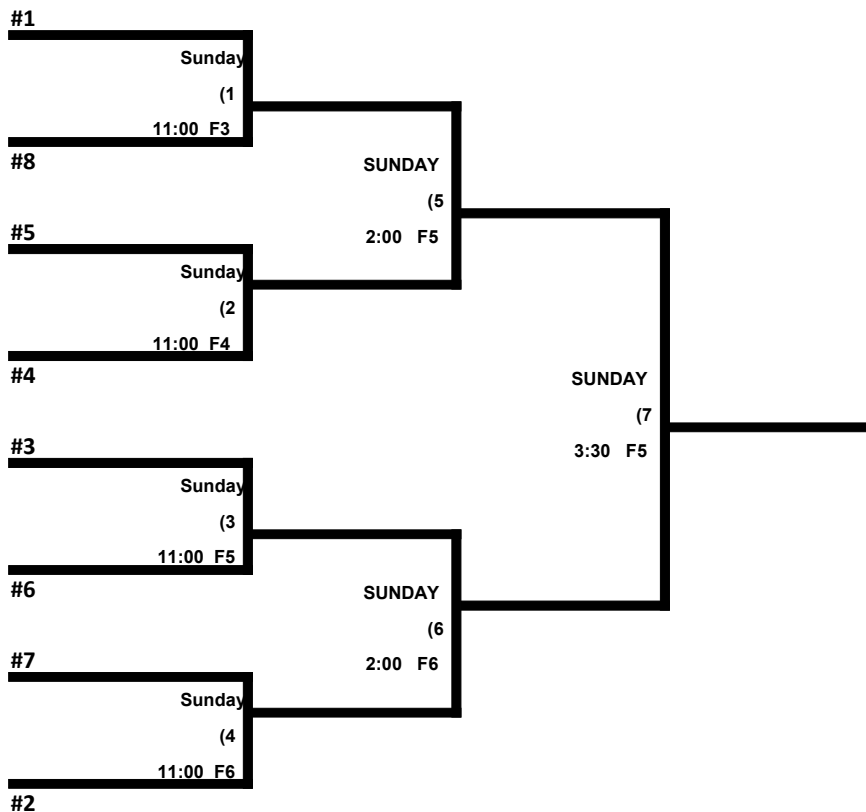 #1
Sunday
(1
11:00 F3
#8
SUNDAY
(5
2:00 F5
#5
Sunday
(2
11:00 F4
#4
SUNDAY
(7
3:30 F5
#3
Sunday
(3
11:00 F5
#6
SUNDAY
(6
2:00 F6
#7
Sunday
(4
11:00 F6
#2